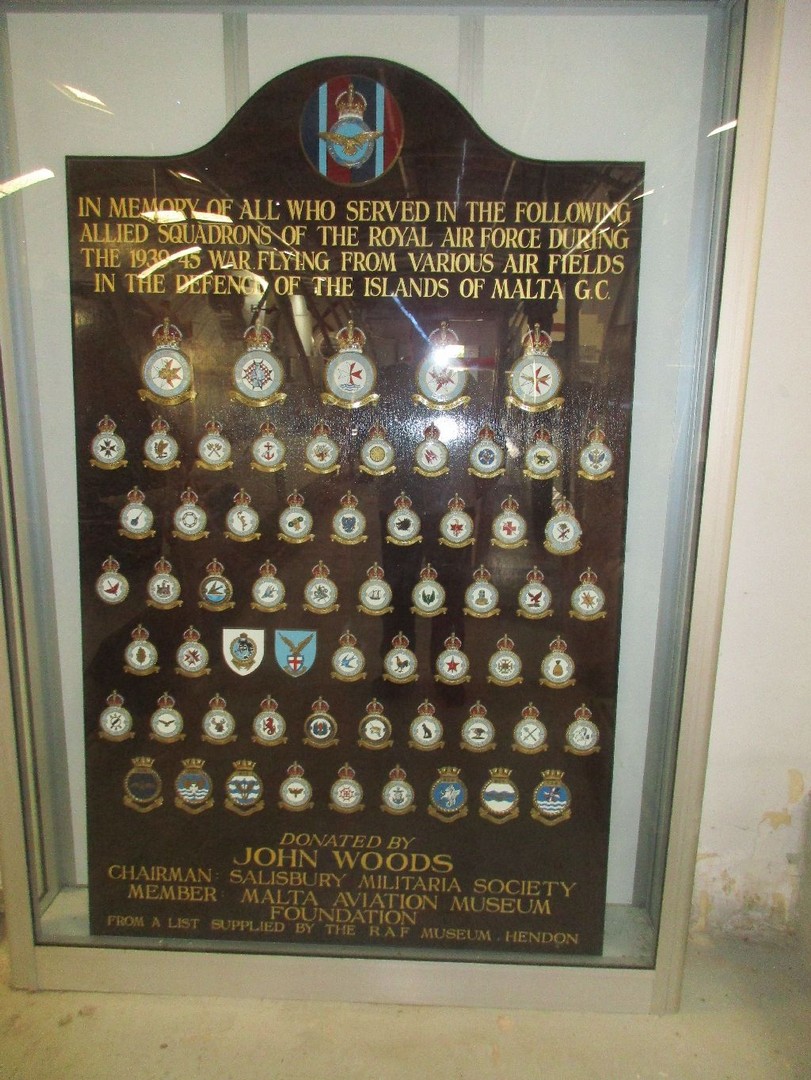 IN MEMORY OF ALL WHO SERVED IN THE FOLLOWING
ALLIED SQUADRONS OF THE ROYAL AIR FORCE DURING
THE 1939-45 WAR FLYING FROM VARIOUS AIR FIELDS
IN THE DEFENCE OF THE ISLANDS OF MALTA G.C.
DONATED BY
JOHN WOODS
CHAIRMAN: SALISBURY MILITARIA SOCIETY
MEMBER: MALTA AVIATION MUSEUM
FOUNDATION
FROM A LIST SUPPLIED BY THE R A F MUSEUM . HENDON